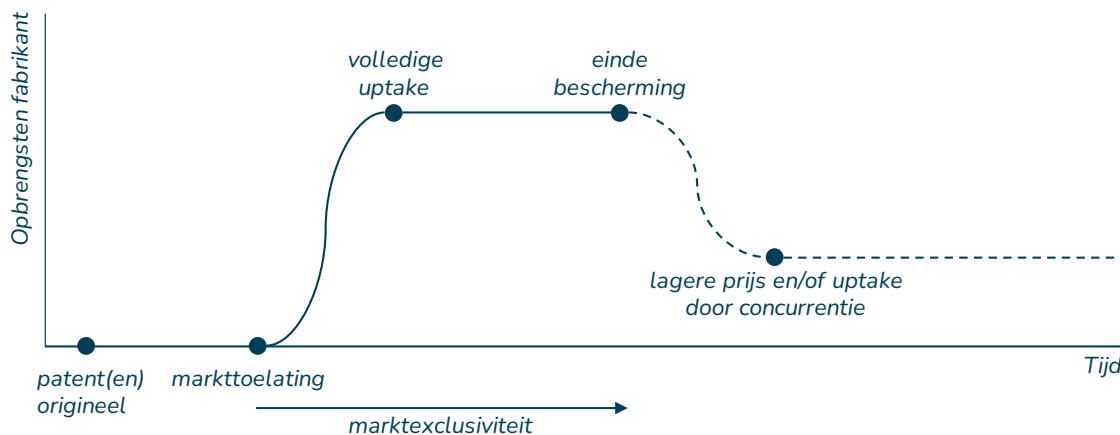 Opbrengsten fabrikant
volledige
uptake
einde
bescherming
lagere prijs en/of uptake
door concurrentie
Tijd
patent(en)
origineel
markttoelating
marktexclusiviteit